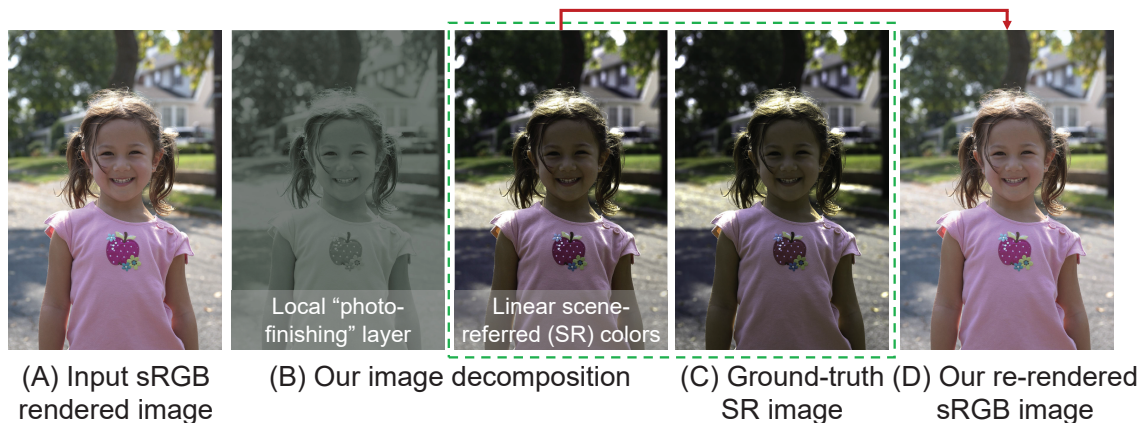 Local “photo-
finishing” layer
Linear scene-
referred (SR) colors
(A) Input sRGB
rendered image
(B) Our image decomposition
(C) Ground-truth
SR image
(D) Our re-rendered
sRGB image